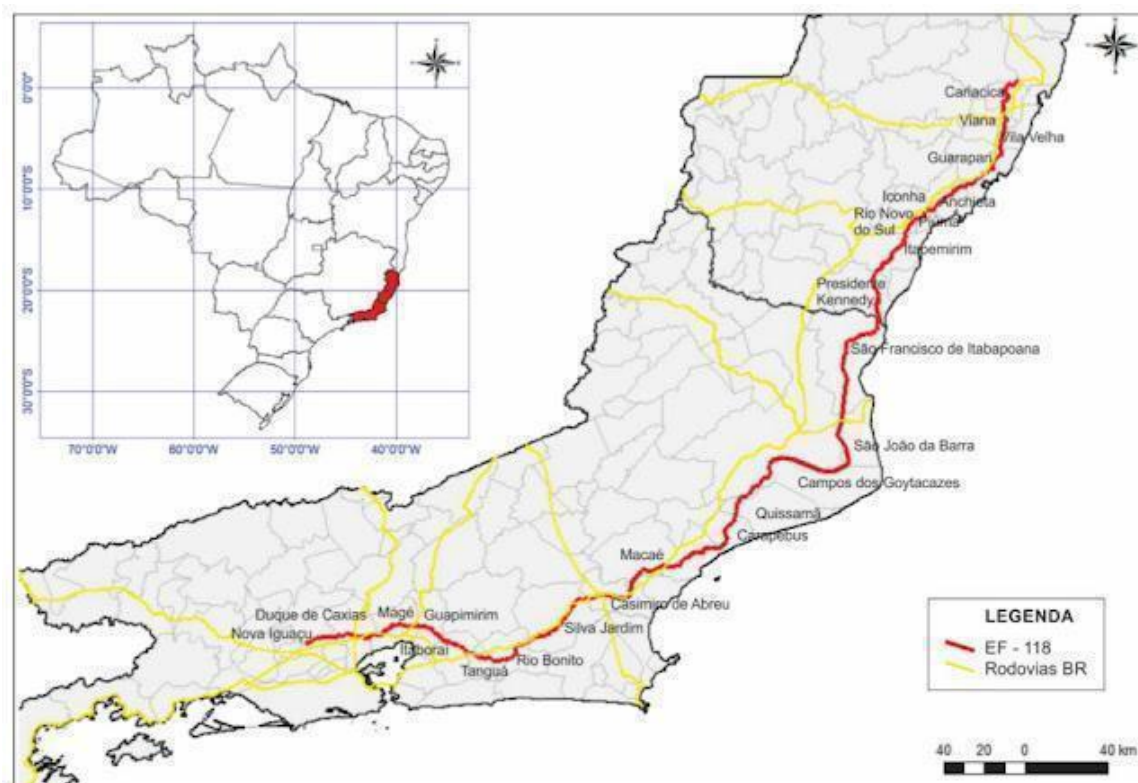 0°0'0"
10°0'0"S
20°0'0"S
30°0'0"S
70°0'0"W
60°0'0"W
50°0'0"W
40°0'0"W
Cariacica
Viana
Vila Velha
Guarapari
Iconha
Anchieta
Rio Novo
do Sul
Piúma
Itapemirim
Presidente
Kennedy
São Francisco de Itabapoana
São João da Barra
Campos dos Goytacazes
Quissamã
Carapebus
Macaé
Casimiro de Abreu
Silva Jardim
Duque de Caxias
Magé
Guapimirim
Nova Iguaçu
Itaboraí
Tanguá
Rio Bonito
LEGENDA
EF - 118
Rodovias BR
40 20 0 40 km